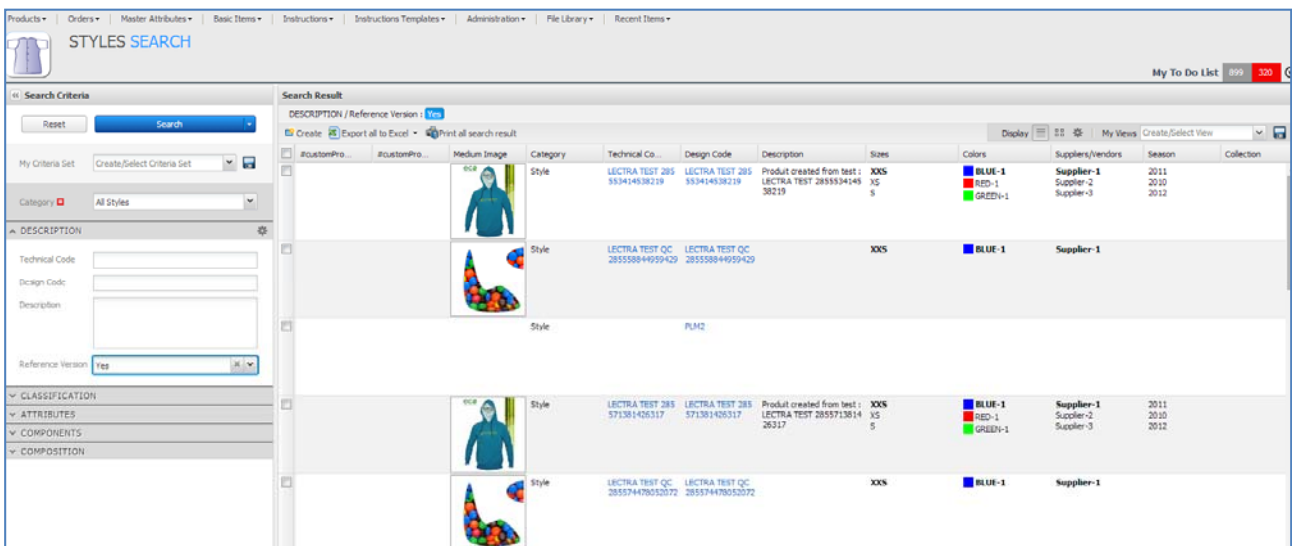 Products Orders Master Attributes Basic Items Instructions Instructions Templates Administration File Library Recent Items
STYLES SEARCH
My To Do List 899 320
Search Criteria
Reset Search
My Criteria Set Create/Select Criteria Set
Category All Styles
DESCRIPTION
Technical Code
Design Code
Description
Reference Version Yes
CLASSIFICATION
ATTRIBUTES
COMPONENTS
COMPOSITION
Search Result
DESCRIPTION / Reference Version : Yes
Create Export all to Excel Print all search result Display My Views Create/Select View
#customPro... #customPro... Medium Image Category Technical Co... Design Code Description Sizes Colors Suppliers/Vendors Season Collection
eca Style LECTRA TEST 285 LECTRA TEST 285 Produit created from test : XXS BLUE-1 Supplier-1 2011
553414538219 553414538219 LECTRA TEST 2855534145 XS RED-1 Supplier-2 2010
38219 S GREEN-1 Supplier-3 2012
Style LECTRA TEST QC LECTRA TEST QC XXS BLUE-1 Supplier-1
285558844959429 285558844959429
Style PLM2
eca Style LECTRA TEST 285 LECTRA TEST 285 Produit created from test : XXS BLUE-1 Supplier-1 2011
571381426317 571381426317 LECTRA TEST 2855713814 XS RED-1 Supplier-2 2010
26317 S GREEN-1 Supplier-3 2012
Style LECTRA TEST QC LECTRA TEST QC XXS BLUE-1 Supplier-1
285574478052072 285574478052072